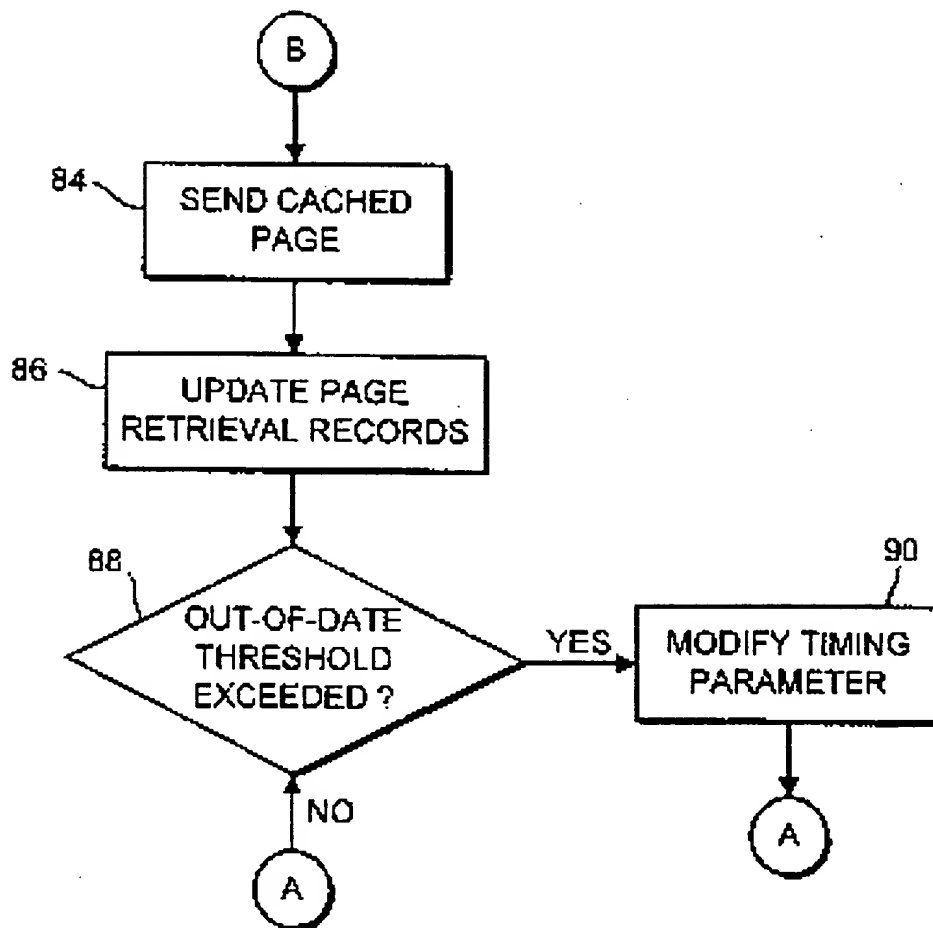 B
84
SEND CACHED
PAGE
86
UPDATE PAGE
RETRIEVAL RECORDS
88
OUT-OF-DATE
THRESHOLD
EXCEEDED ?
YES
90
MODIFY TIMING
PARAMETER
NO
A
A